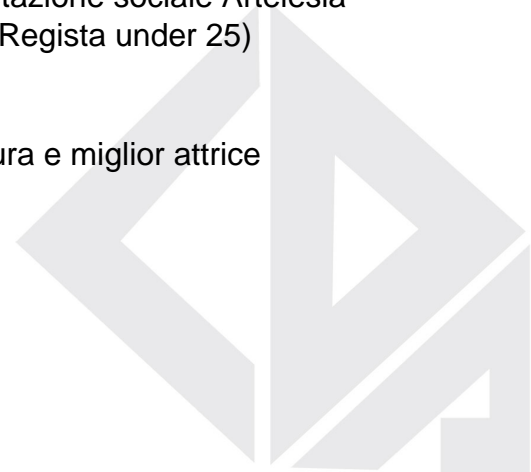 tazione sociale Artelesia
Regista under 25)
ura e miglior attrice